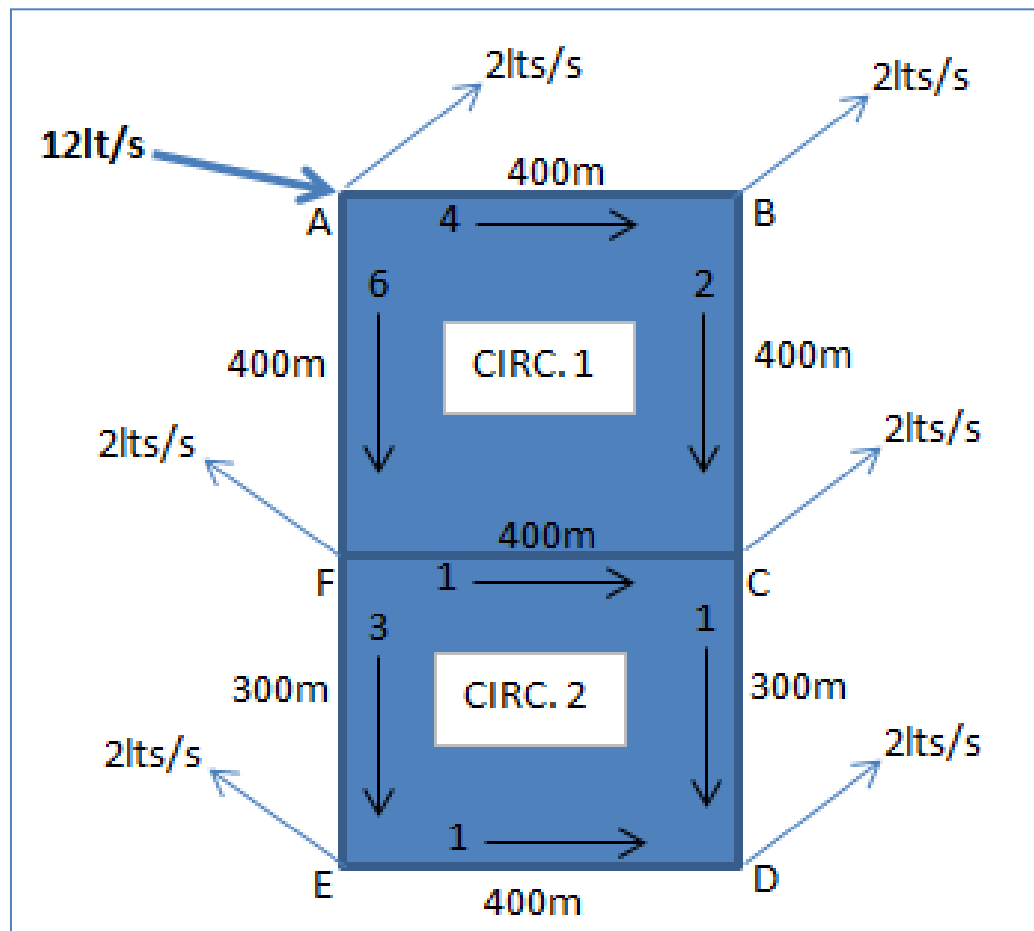 2lts/s
2lts/s
12lt/s
400m
A
4
B
6
2
400m
CIRC. 1
400m
2lts/s
2lts/s
400m
F
1
C
3
1
300m
CIRC. 2
300m
2lts/s
2lts/s
1
E
D
400m